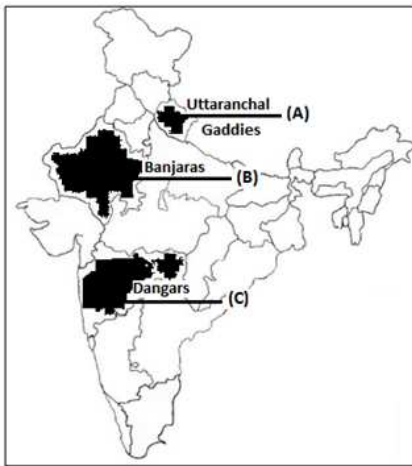 Uttaranchal
(A)
Gaddies
Banjaras
(B)
Dangars
(C)